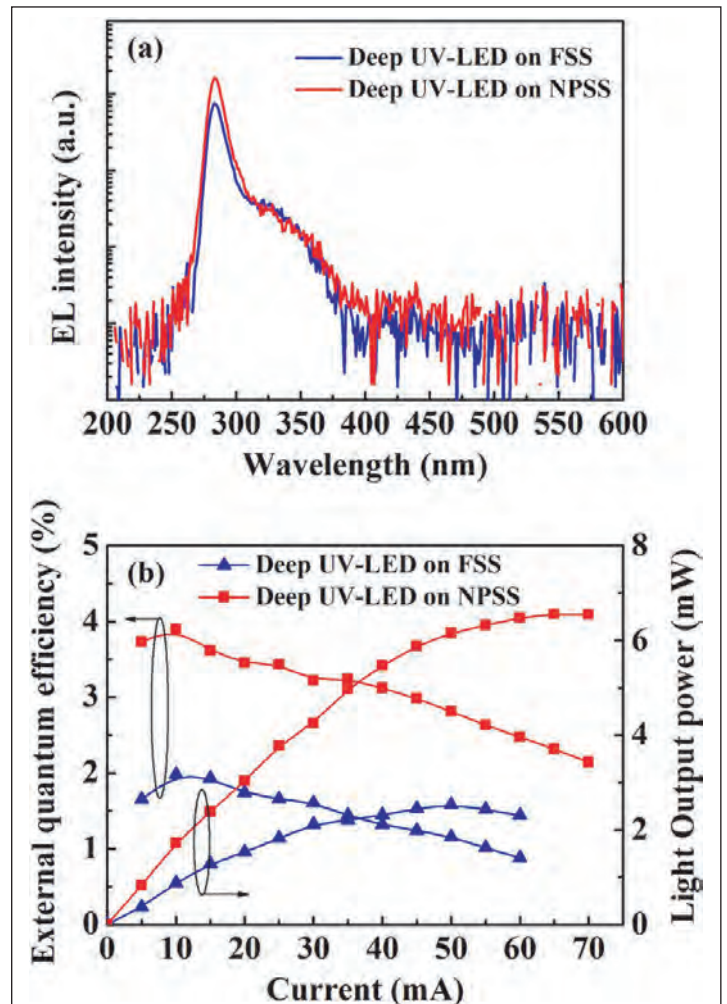 (a)
Deep UV-LED on FSS
Deep UV-LED on NPSS
EL intensity (a.u.)
200 250 300 350 400 450 500 550 600
Wavelength (nm)
(b)
Deep UV-LED on FSS
Deep UV-LED on NPSS
External quantum efficiency (%)
5
4
3
2
1
0
8
6
4
2
0
Light Output power (mW)
0 10 20 30 40 50 60 70
Current (mA)